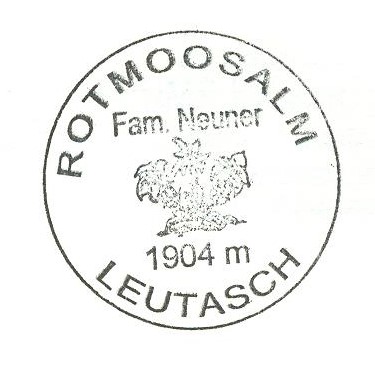 ROTMOOSALM
Fam. Neuner
1904 m
LEUTASCH